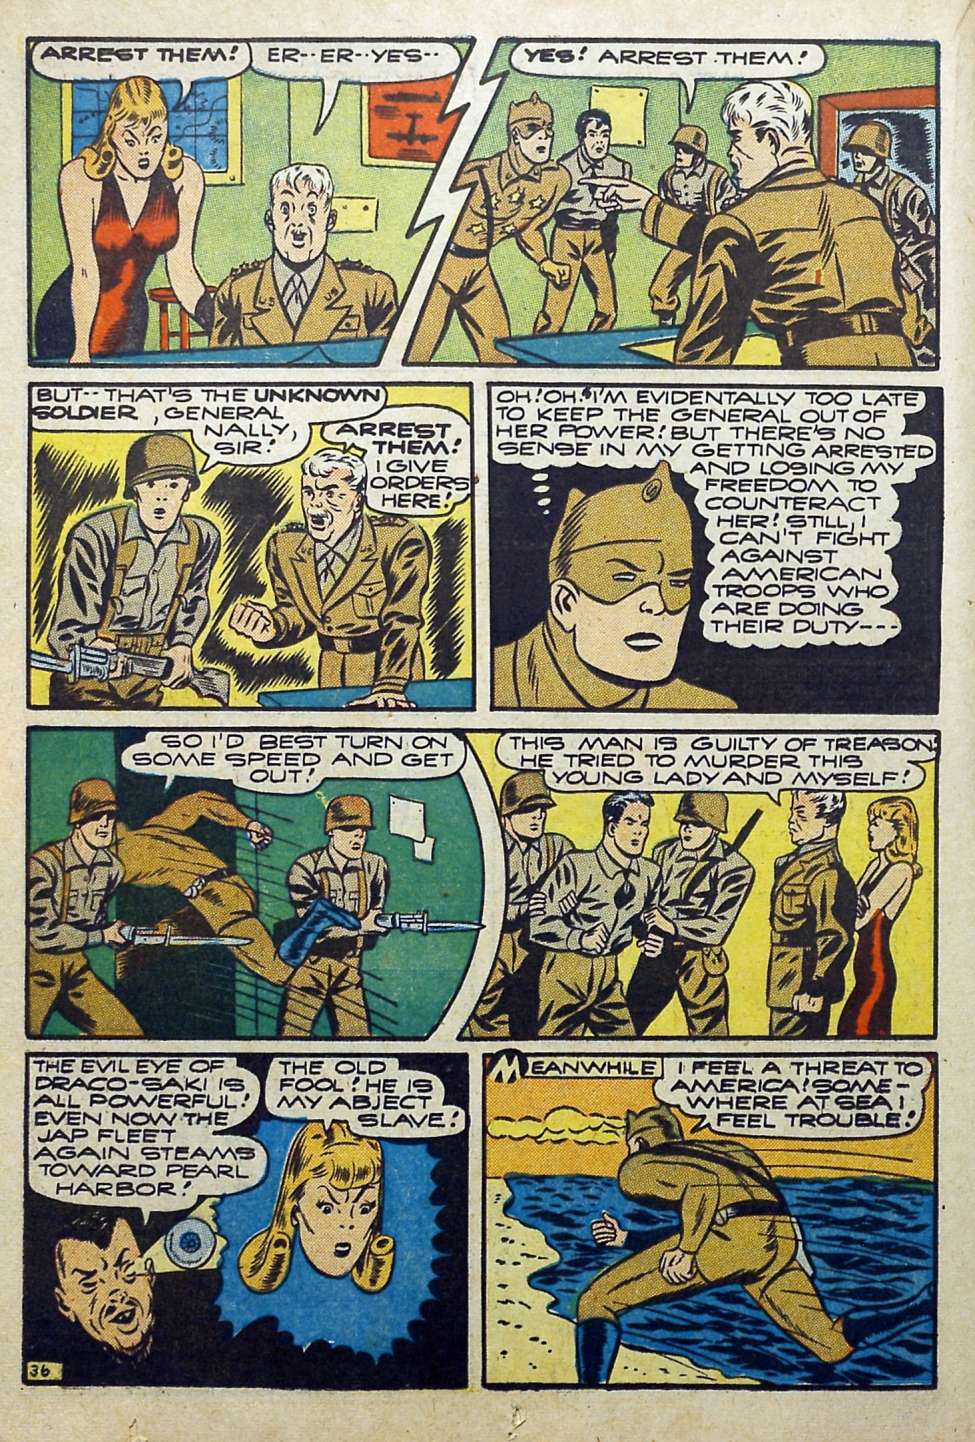 ARREST THEM!
ER--ER--YES--
YES! ARREST THEM!
US
US
BUT-- THAT'S THE UNKNOWN
SOLDIER, GENERAL
NALLY,
SIR!
ARREST
THEM!
I GIVE
ORDERS
HERE!
OH! OH! I'M EVIDENTALLY TOO LATE
TO KEEP THE GENERAL OUT OF
HER POWER! BUT THERE'S NO
SENSE IN MY GETTING ARRESTED
AND LOSING MY
FREEDOM TO
COUNTERACT
HER! STILL, I
CAN'T FIGHT
AGAINST
AMERICAN
TROOPS WHO
ARE DOING
THEIR DUTY---
SO I'D BEST TURN ON
SOME SPEED AND GET
OUT!
THIS MAN IS GUILTY OF TREASON!
HE TRIED TO MURDER THIS
YOUNG LADY AND MYSELF!
THE EVIL EYE OF
DRACO-SAKI IS
ALL POWERFUL!
EVEN NOW THE
JAP FLEET
AGAIN STEAMS
TOWARD PEARL
HARBOR!
THE OLD
FOOL! HE IS
MY ABJECT
SLAVE!
MEANWHILE
I FEEL A THREAT TO
AMERICA! SOME-
WHERE AT SEA I
FEEL TROUBLE!
36